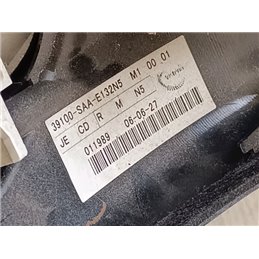 39100-SAA-E132N5 M1 00 01
JE CD R M N5
011989 06-06-27